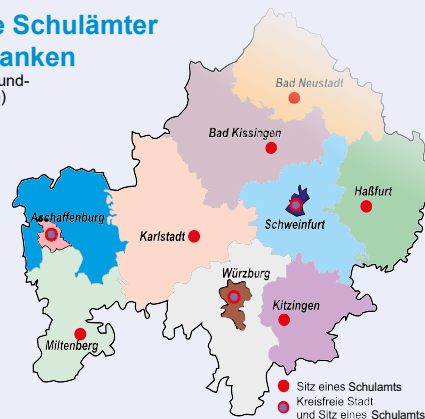 e Schulämter
anken
und-
)
Bad Neustadt
Bad Kissingen
Haßfurt
Aschaffenburg
Schweinfurt
Karlstadt
Würzburg
Kitzingen
Miltenberg
Sitz eines Schulamts
Kreisfreie Stadt
und Sitz eines Schulamts